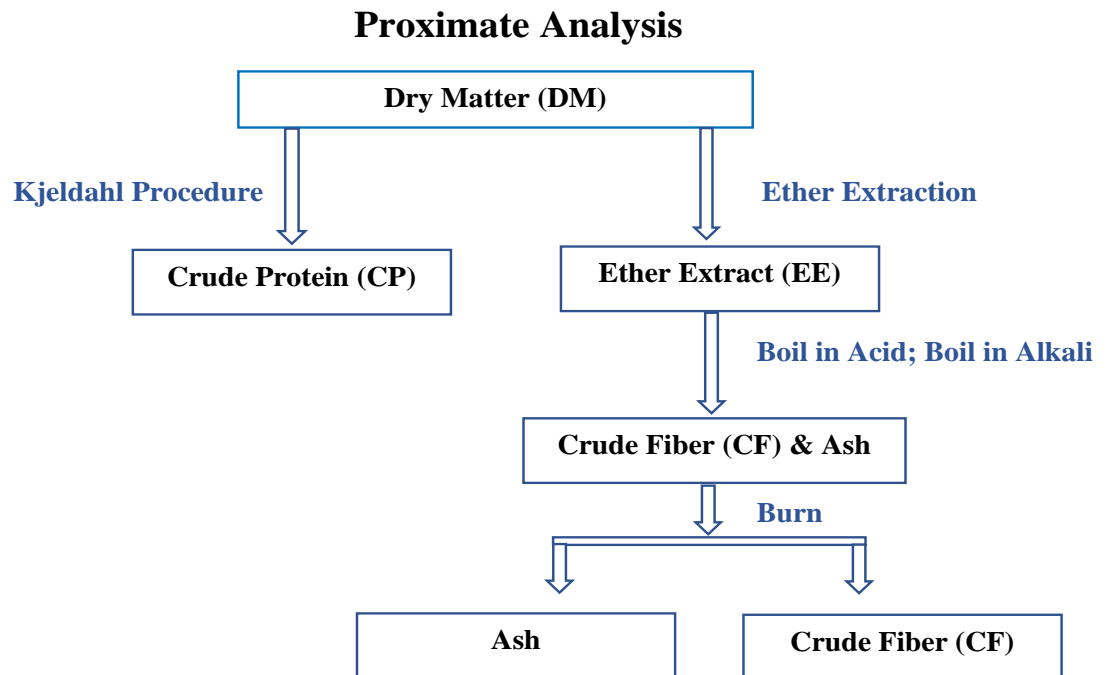 Proximate Analysis
Dry Matter (DM)
Kjeldahl Procedure
Ether Extraction
Crude Protein (CP)
Ether Extract (EE)
Boil in Acid; Boil in Alkali
Crude Fiber (CF) & Ash
Burn
Ash
Crude Fiber (CF)